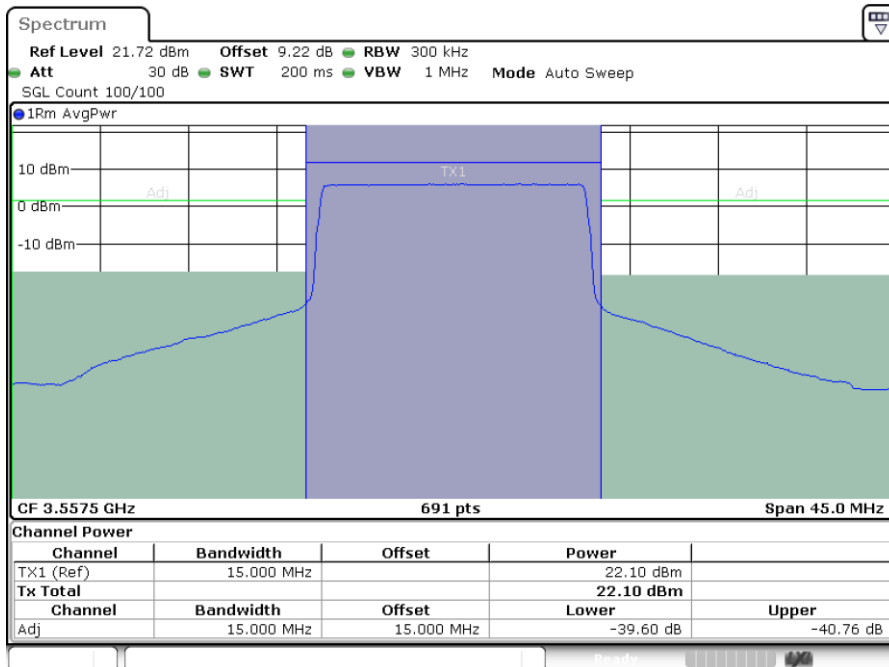 Spectrum
Ref Level 21.72 dBm Offset 9.22 dB RBW 300 kHz
Att 30 dB SWT 200 ms VBW 1 MHz Mode Auto Sweep
SGL Count 100/100
1Rm AvgPwr
10 dBm
TX1
Adj Adj
0 dBm
-10 dBm
CF 3.5575 GHz 691 pts Span 45.0 MHz
Channel Power
Channel Bandwidth Offset Power
TX1 (Ref) 15.000 MHz 22.10 dBm
Tx Total 22.10 dBm
Channel Bandwidth Offset Lower Upper
Adj 15.000 MHz 15.000 MHz -39.60 dB -40.76 dB
Ready